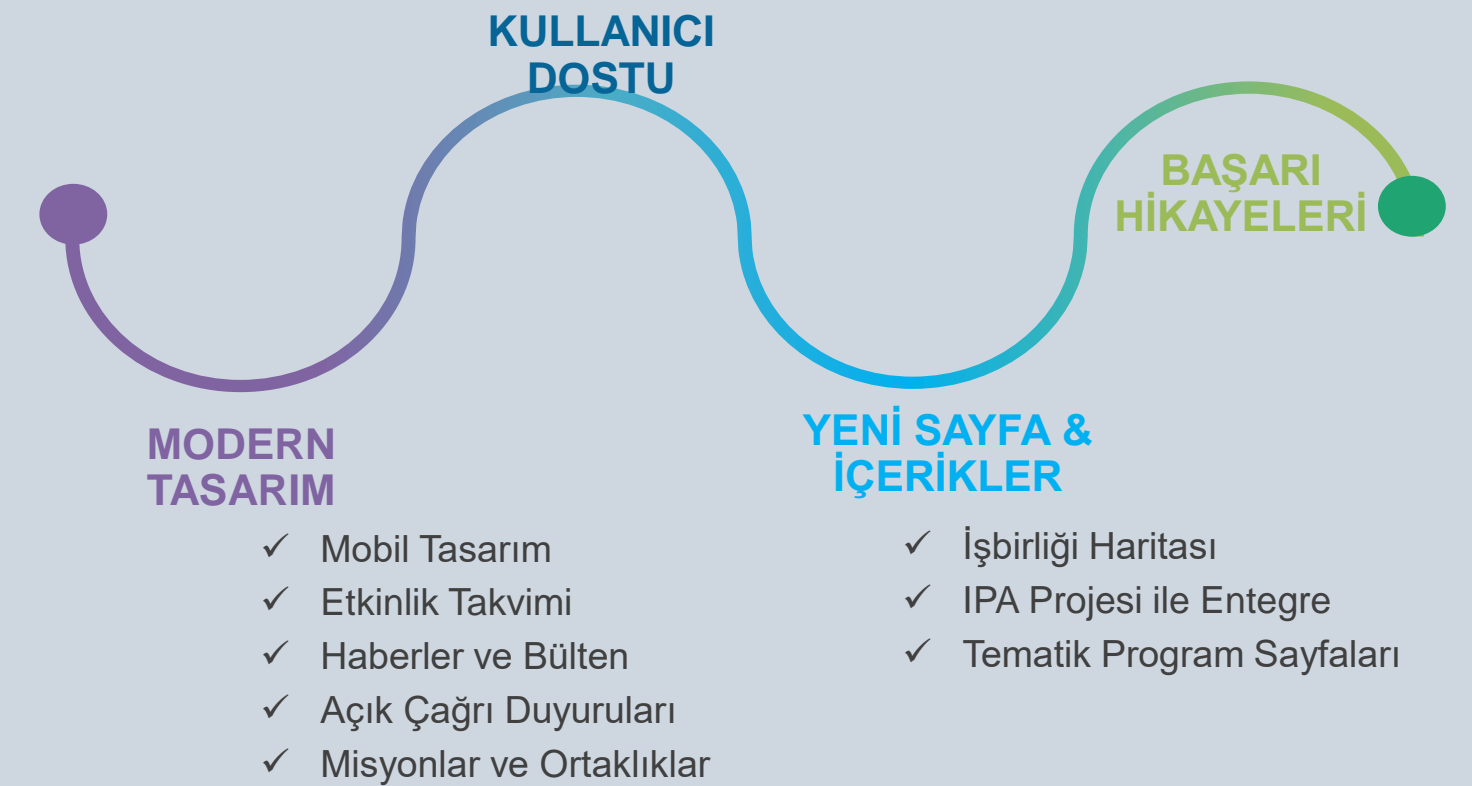 KULLANICI
DOSTU
BAŞARI
HİKAYELERİ
MODERN
TASARIM
✓ Mobil Tasarım
✓ Etkinlik Takvimi
✓ Haberler ve Bülten
✓ Açık Çağrı Duyuruları
✓ Misyonlar ve Ortaklıklar
YENİ SAYFA &
İÇERİKLER
✓ İşbirliği Haritası
✓ IPA Projesi ile Entegre
✓ Tematik Program Sayfaları